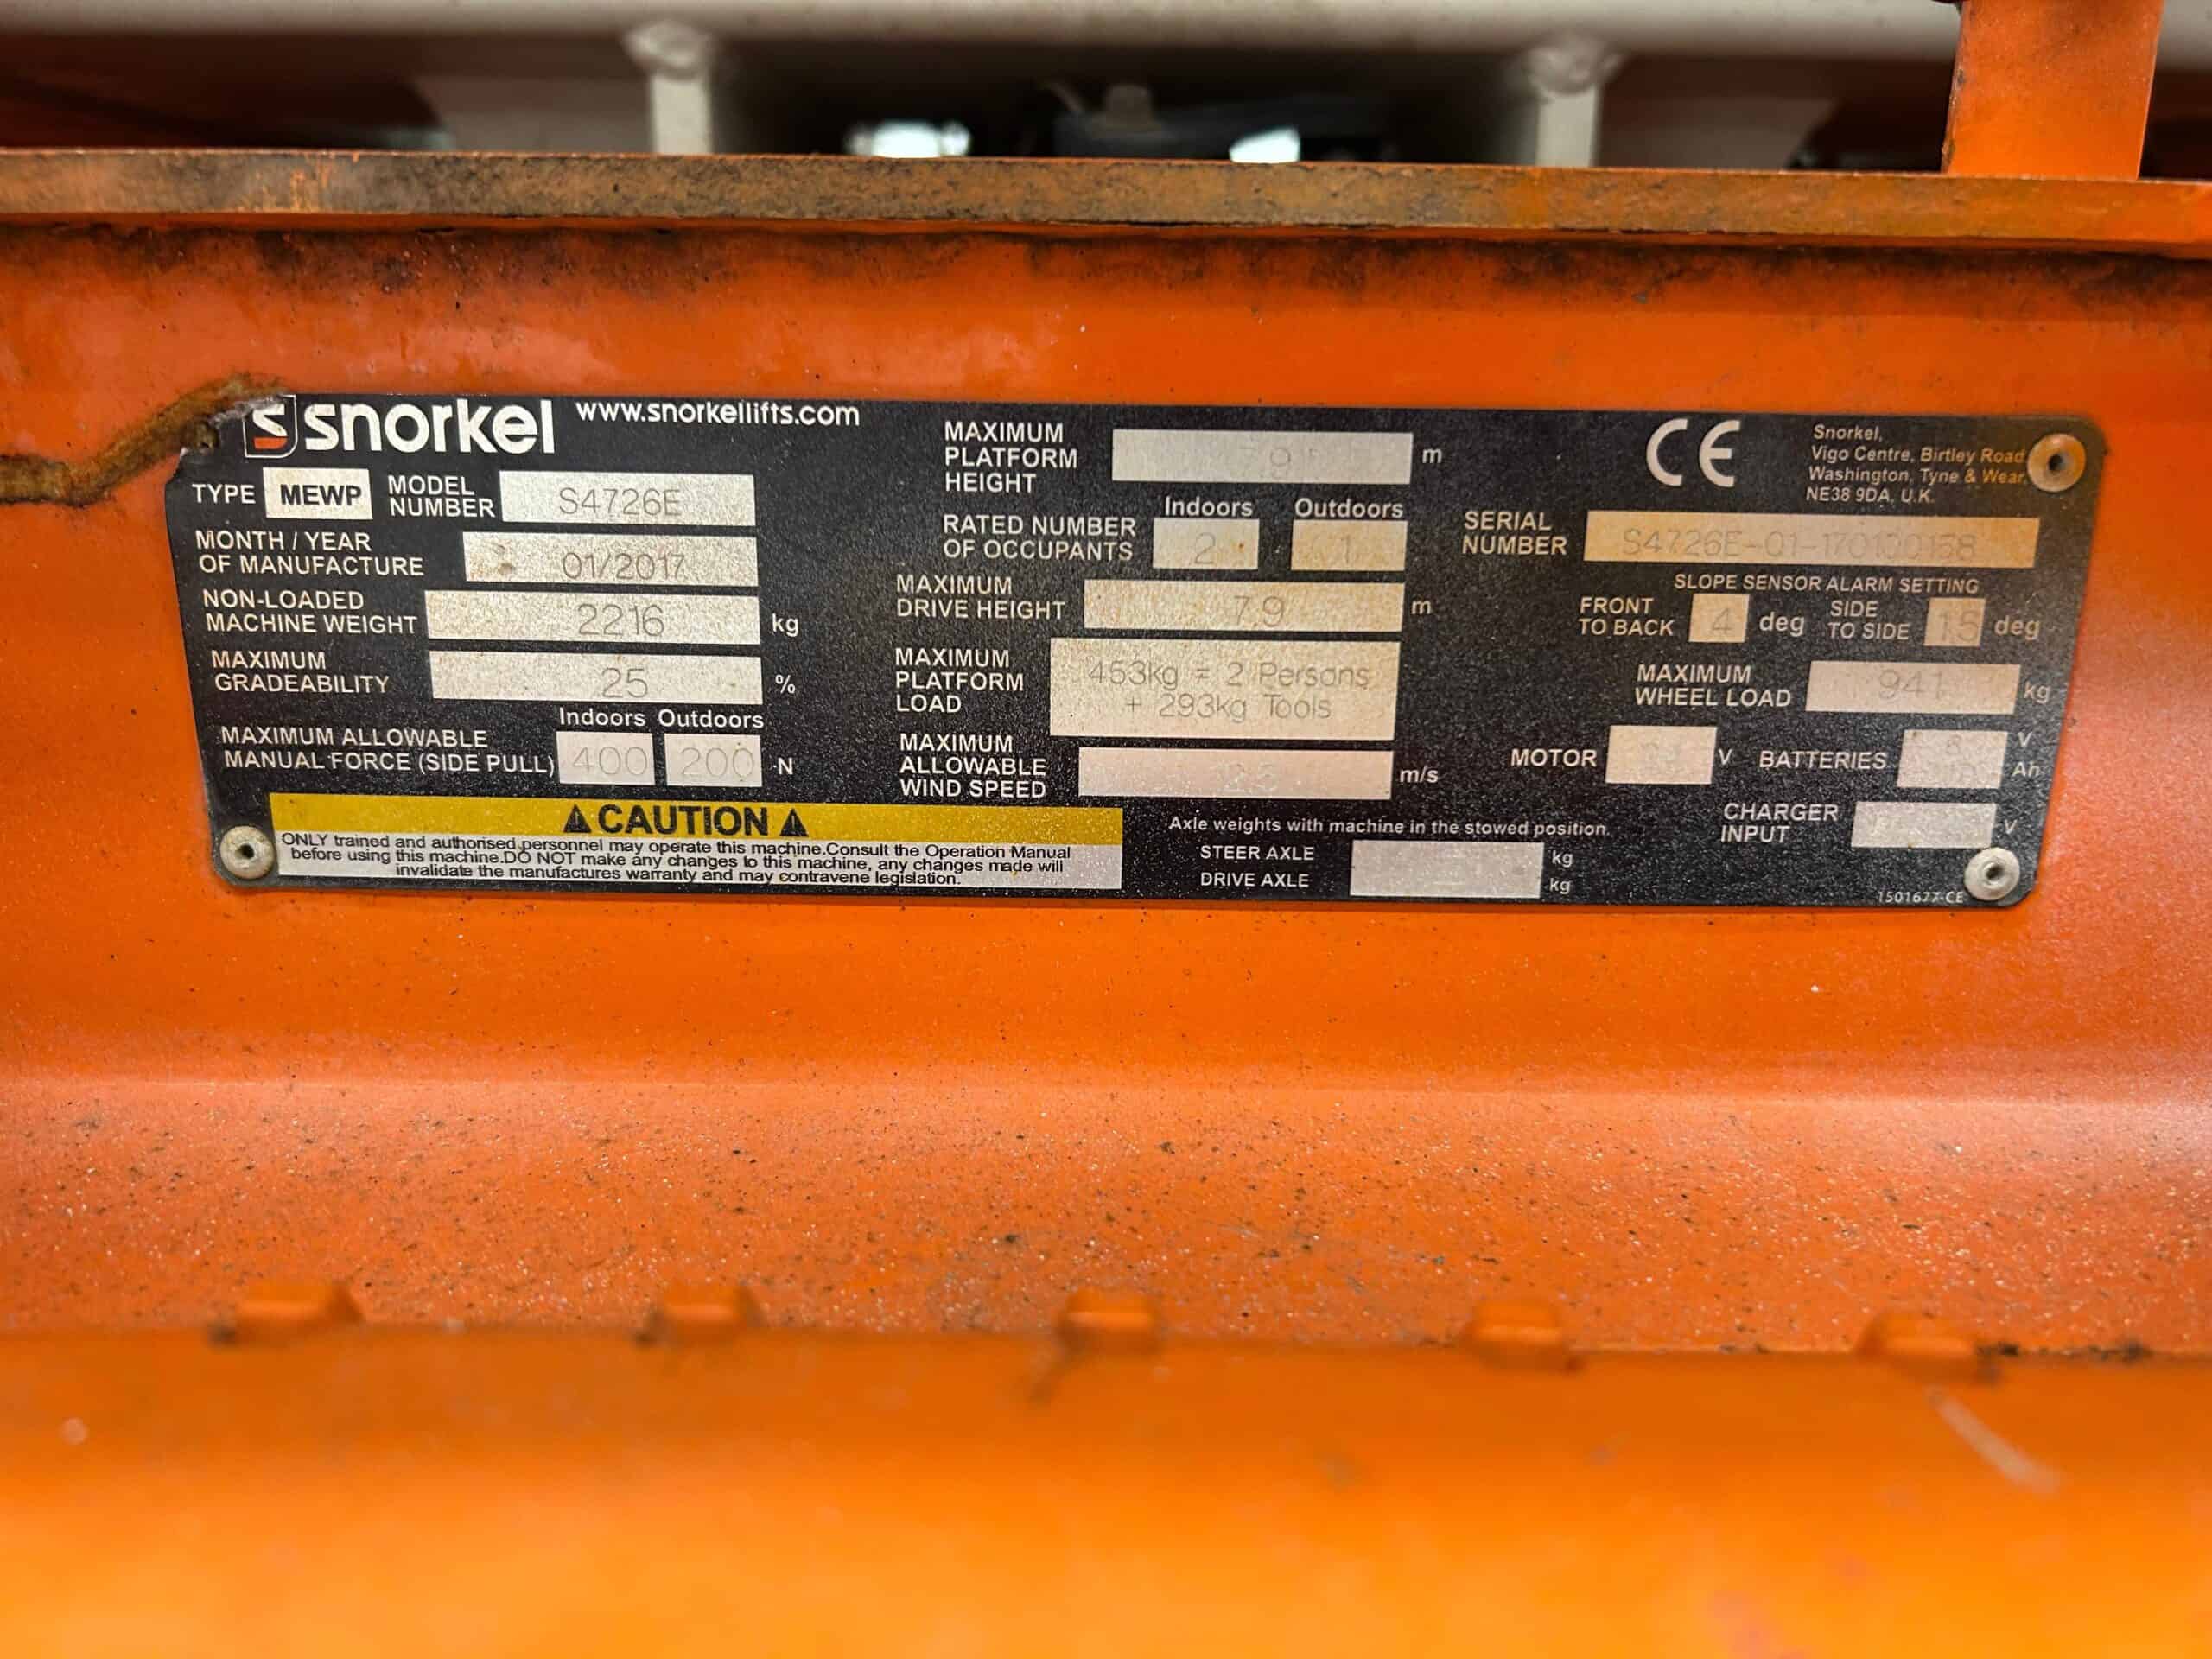 snorkel www.snorkellifts.com
TYPE MEWP MODEL NUMBER S4726E
MONTH / YEAR OF MANUFACTURE 01/2017
NON-LOADED MACHINE WEIGHT 2216 kg
MAXIMUM GRADEABILITY 25 %
Indoors Outdoors
MAXIMUM ALLOWABLE MANUAL FORCE (SIDE PULL) 400 200 N
⚠ CAUTION ⚠
ONLY trained and authorised personnel may operate this machine.Consult the Operation Manual
before using this machine.DO NOT make any changes to this machine, any changes made will
invalidate the manufactures warranty and may contravene legislation.
MAXIMUM PLATFORM HEIGHT 7.9 m
Indoors Outdoors
RATED NUMBER OF OCCUPANTS 2 1
MAXIMUM DRIVE HEIGHT 7.9 m
MAXIMUM PLATFORM LOAD 453kg = 2 Persons
+ 293kg Tools
MAXIMUM ALLOWABLE WIND SPEED 12.5 m/s
Axle weights with machine in the stowed position.
STEER AXLE kg
DRIVE AXLE kg
CE
Snorkel,
Vigo Centre, Birtley Road
Washington, Tyne & Wear,
NE38 9DA, U.K.
SERIAL NUMBER
SLOPE SENSOR ALARM SETTING
FRONT TO BACK 4 deg SIDE TO SIDE 1.5 deg
MAXIMUM WHEEL LOAD 941 kg
MOTOR V BATTERIES V
Ah
CHARGER INPUT V
1501677-CE